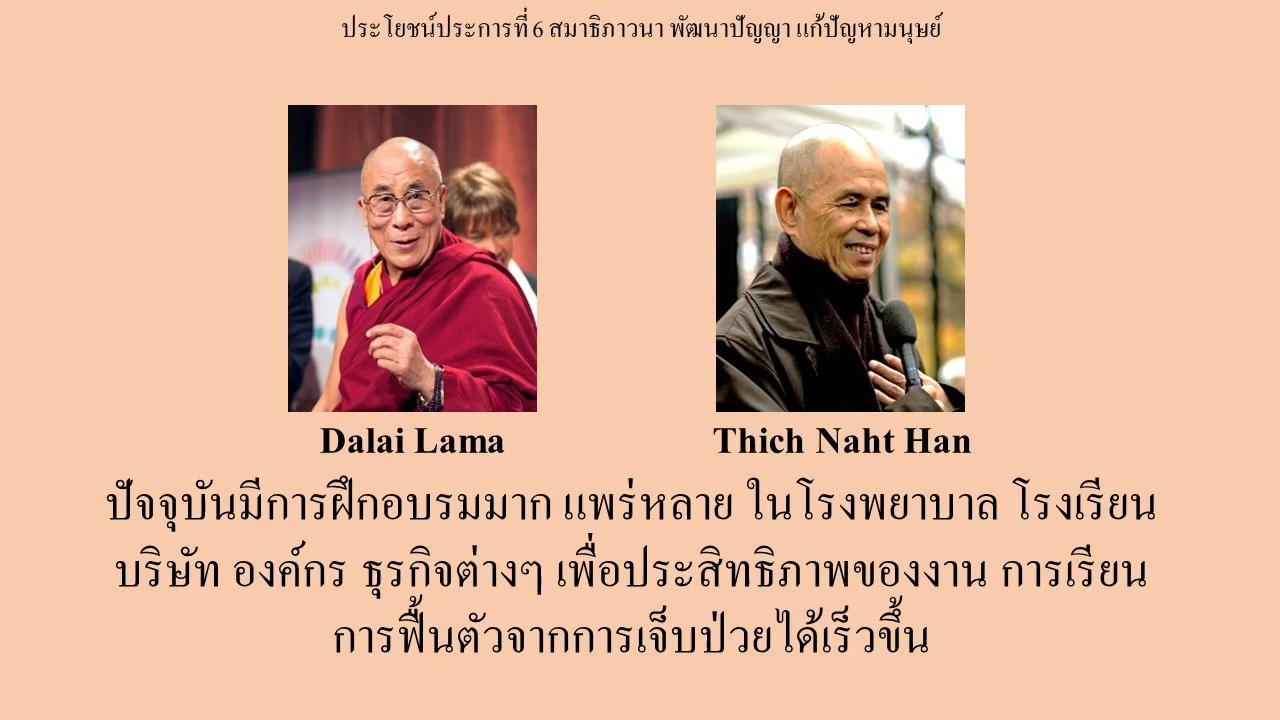 ประโยชน์ประการที่ 6 สมาธิภาวนา พัฒนาปัญญา แก้ปัญหามนุษย์
Dalai Lama
Thich Naht Han
ปัจจุบันมีการฝึกอบรมมาก แพร่หลาย ในโรงพยาบาล โรงเรียน
บริษัท องค์กร ธุรกิจต่างๆ เพื่อประสิทธิภาพของงาน การเรียน
การฟื้นตัวจากการเจ็บป่วยได้เร็วขึ้น